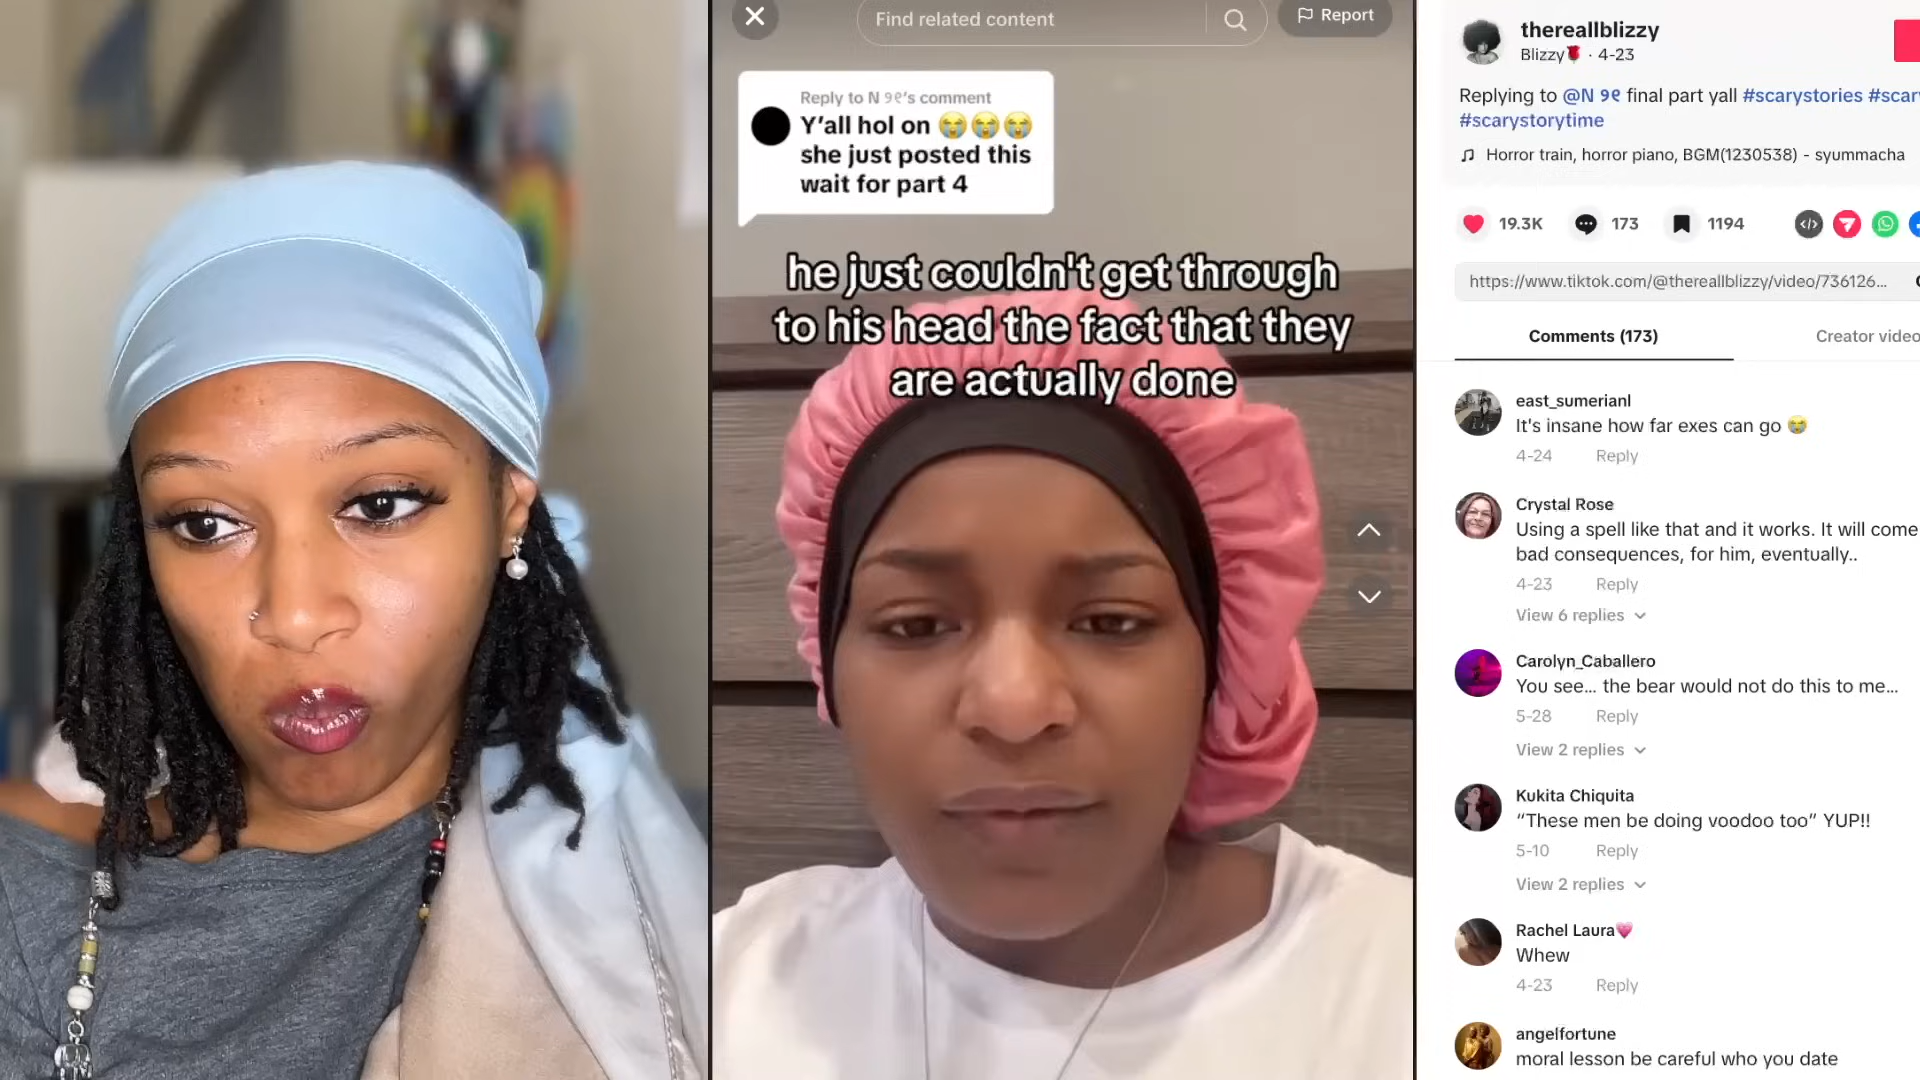 Find related content
Report
Reply to N ୨୧'s comment
Y'all hol on 😭😭😭
she just posted this
wait for part 4
he just couldn't get through
to his head the fact that they
are actually done
thereallblizzy
Blizzy🌹 · 4-23
Replying to @N ୨୧ final part yall #scarystories #scar
#scarystorytime
Horror train, horror piano, BGM(1230538) - syummacha
19.3K
173
1194
https://www.tiktok.com/@thereallblizzy/video/736126...
Comments (173)
Creator video
east_sumerianl
It's insane how far exes can go 😭
4-24 Reply
Crystal Rose
Using a spell like that and it works. It will come
bad consequences, for him, eventually..
4-23 Reply
View 6 replies
Carolyn_Caballero
You see... the bear would not do this to me...
5-28 Reply
View 2 replies
Kukita Chiquita
“These men be doing voodoo too” YUP!!
5-10 Reply
View 2 replies
Rachel Laura💗
Whew
4-23 Reply
angelfortune
moral lesson be careful who you date